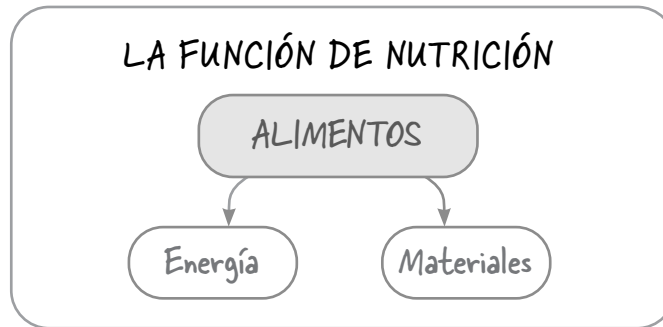 LA FUNCIÓN DE NUTRICIÓN
ALIMENTOS
Energía
Materiales